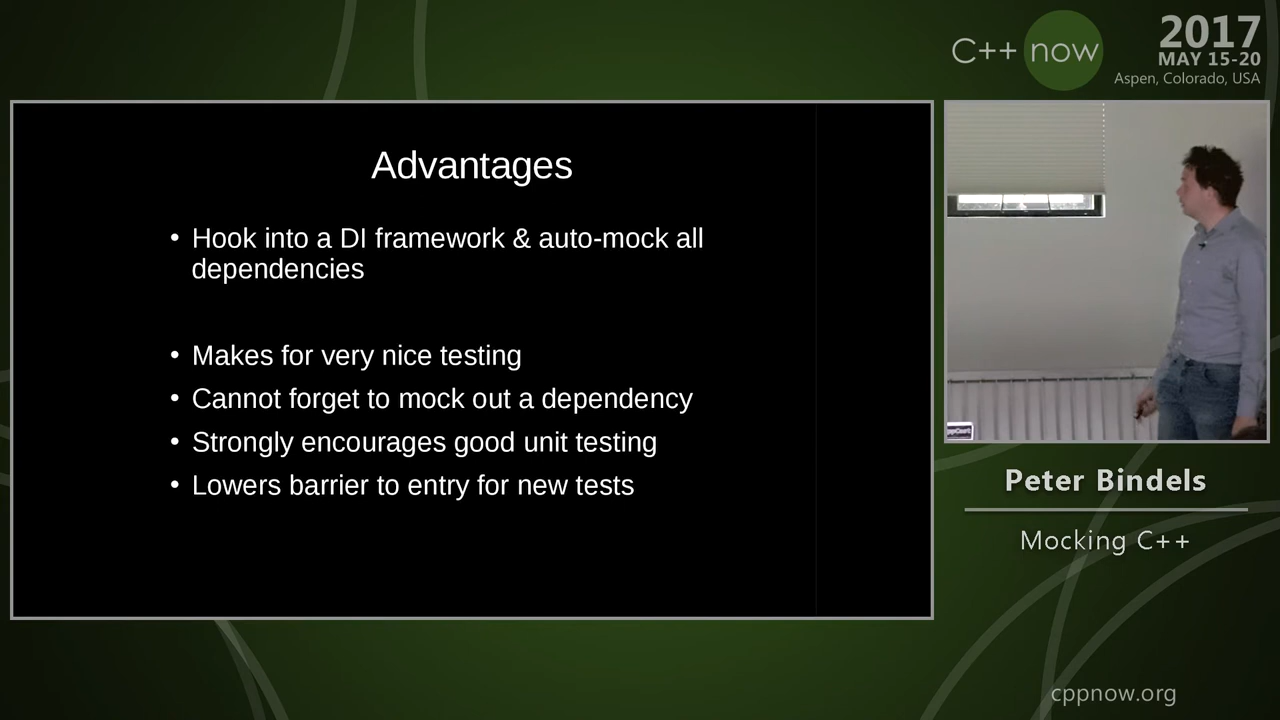 C++ now
2017
MAY 15-20
Aspen, Colorado, USA
Advantages
• Hook into a DI framework & auto-mock all
dependencies
• Makes for very nice testing
• Cannot forget to mock out a dependency
• Strongly encourages good unit testing
• Lowers barrier to entry for new tests
Peter Bindels
Mocking C++
cppnow.org